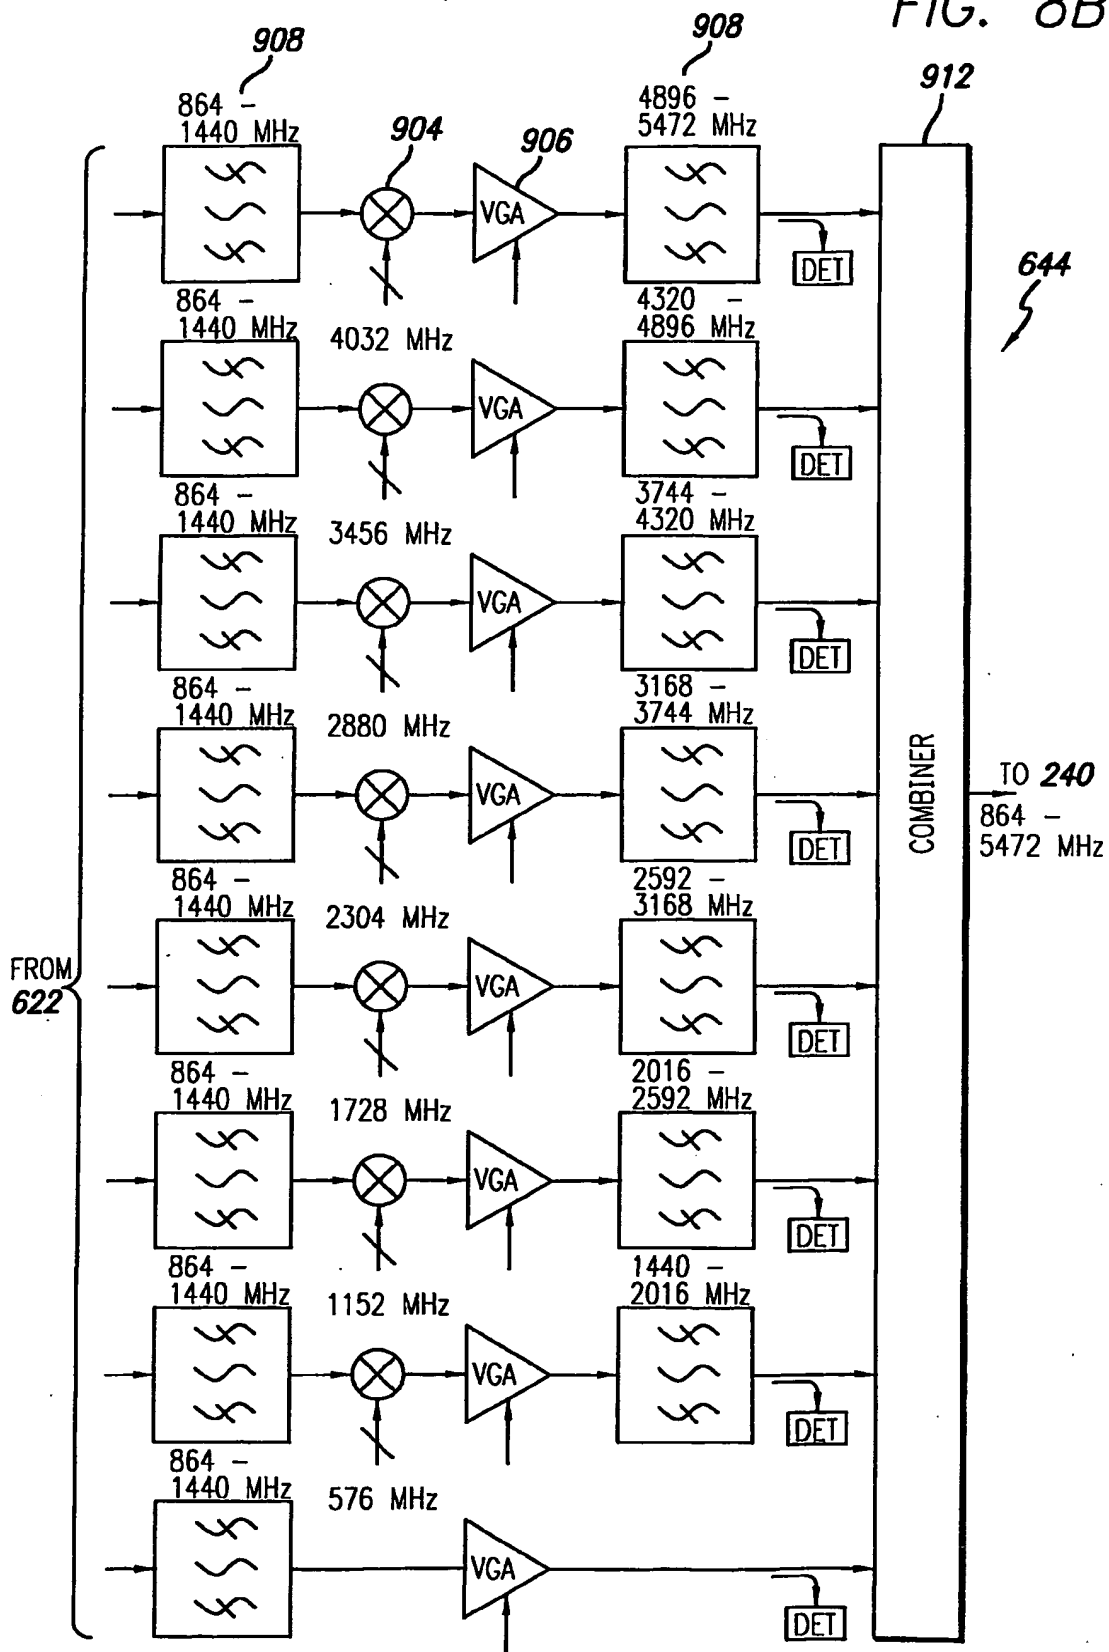 FIG. 8B
908
908
912
864 -
1440 MHz
904
906
4896 -
5472 MHz
VGA
DET
644
864 -
1440 MHz
4032 MHz
4320 -
4896 MHz
VGA
DET
864 -
1440 MHz
3456 MHz
3744 -
4320 MHz
VGA
DET
864 -
1440 MHz
2880 MHz
3168 -
3744 MHz
VGA
DET
COMBINER
TO 240
864 -
5472 MHz
864 -
1440 MHz
2304 MHz
2592 -
3168 MHz
FROM
622
VGA
DET
864 -
1440 MHz
1728 MHz
2016 -
2592 MHz
VGA
DET
864 -
1440 MHz
1152 MHz
1440 -
2016 MHz
VGA
DET
864 -
1440 MHz
576 MHz
VGA
DET